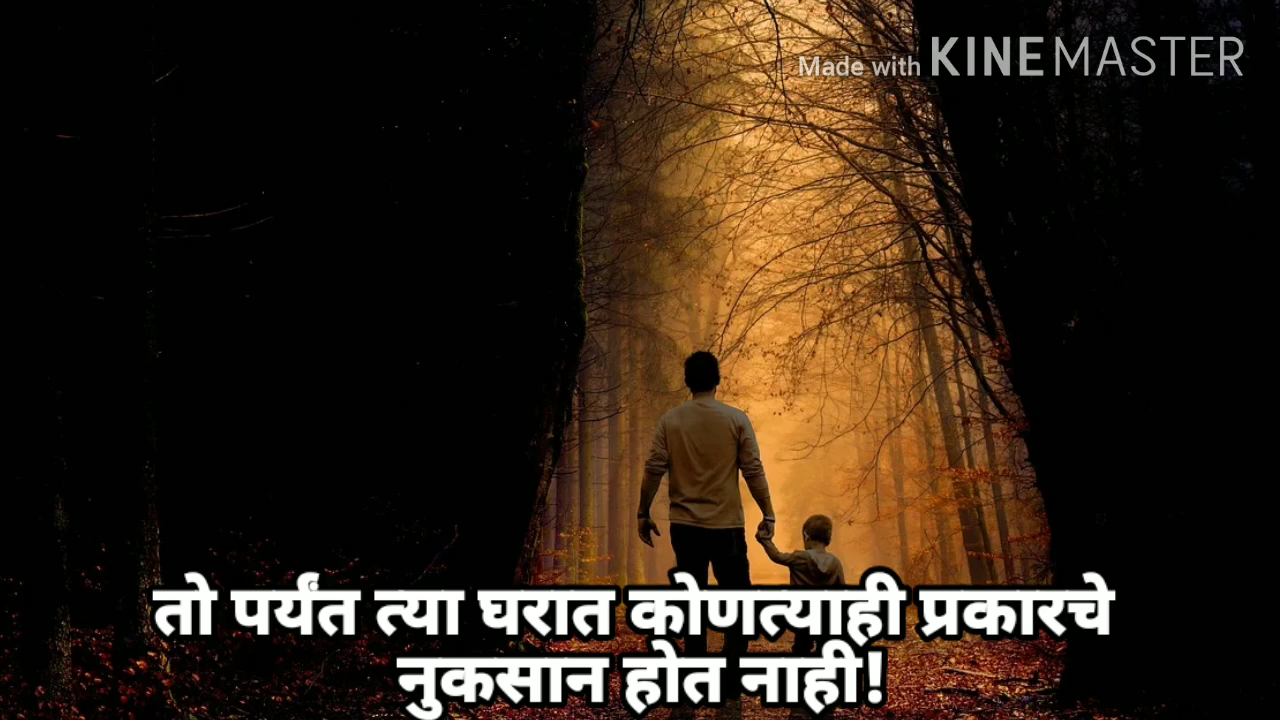 Made with KINEMASTER
तो पर्यंत त्या घरात कोणत्याही प्रकारचे
नुकसान होत नाही!